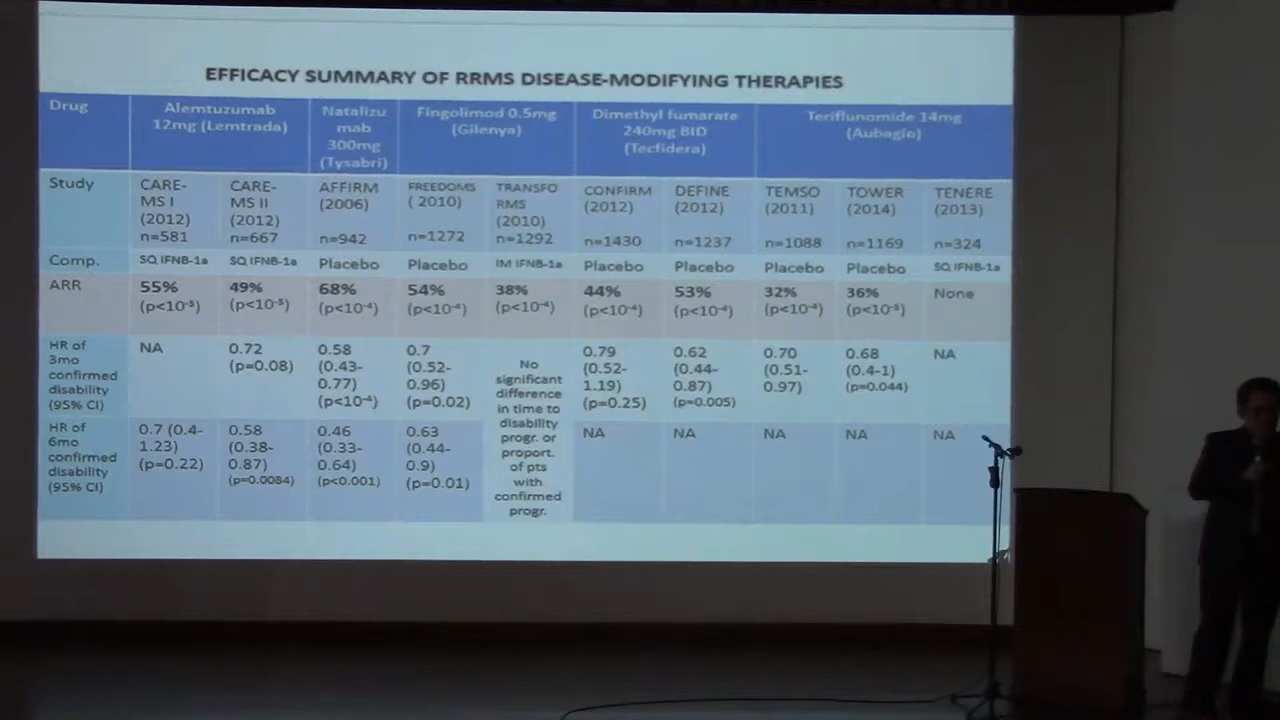 EFFICACY SUMMARY OF RRMS DISEASE-MODIFYING THERAPIES
Drug
Alemtuzumab
12mg (Lemtrada)
Natalizu
mab
300mg
(Tysabri)
Fingolimod 0.5mg
(Gilenya)
Dimethyl fumarate
240mg BID
(Tecfidera)
Teriflunomide 14mg
(Aubagio)
Study
CARE-
MS I
(2012)
n=581
CARE-
MS II
(2012)
n=667
AFFIRM
(2006)
n=942
FREEDOMS
( 2010)
n=1272
TRANSFO
RMS
(2010)
n=1292
CONFIRM
(2012)
n=1430
DEFINE
(2012)
n=1237
TEMSO
(2011)
n=1088
TOWER
(2014)
n=1169
TENERE
(2013)
n=324
Comp.
SQ IFNB-1a
SQ IFNB-1a
Placebo
Placebo
IM IFNB-1a
Placebo
Placebo
Placebo
Placebo
SQ IFNB-1a
ARR
55%
(p<10⁻⁵)
49%
(p<10⁻⁵)
68%
(p<10⁻⁴)
54%
(p<10⁻⁴)
38%
(p<10⁻⁴)
44%
(p<10⁻⁴)
53%
(p<10⁻⁴)
32%
(p<10⁻⁴)
36%
(p<10⁻⁵)
None
HR of
3mo
confirmed
disability
(95% CI)
NA
0.72
(p=0.08)
0.58
(0.43-
0.77)
(p<10⁻⁴)
0.7
(0.52-
0.96)
(p=0.02)
No
significant
difference
in time to
disability
progr. or
proport.
of pts
with
confirmed
progr.
0.79
(0.52-
1.19)
(p=0.25)
0.62
(0.44-
0.87)
(p=0.005)
0.70
(0.51-
0.97)
0.68
(0.4-1)
(p=0.044)
NA
HR of
6mo
confirmed
disability
(95% CI)
0.7 (0.4-
1.23)
(p=0.22)
0.58
(0.38-
0.87)
(p=0.0084)
0.46
(0.33-
0.64)
(p<0.001)
0.63
(0.44-
0.9)
(p=0.01)
NA
NA
NA
NA
NA